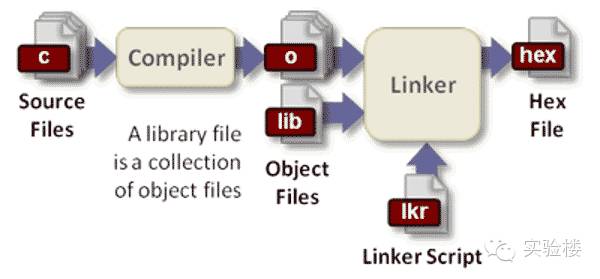 c
Source
Files
Compiler
A library file
is a collection
of object files
o
lib
Object
Files
Linker
lkr
Linker Script
hex
Hex
File
实验楼